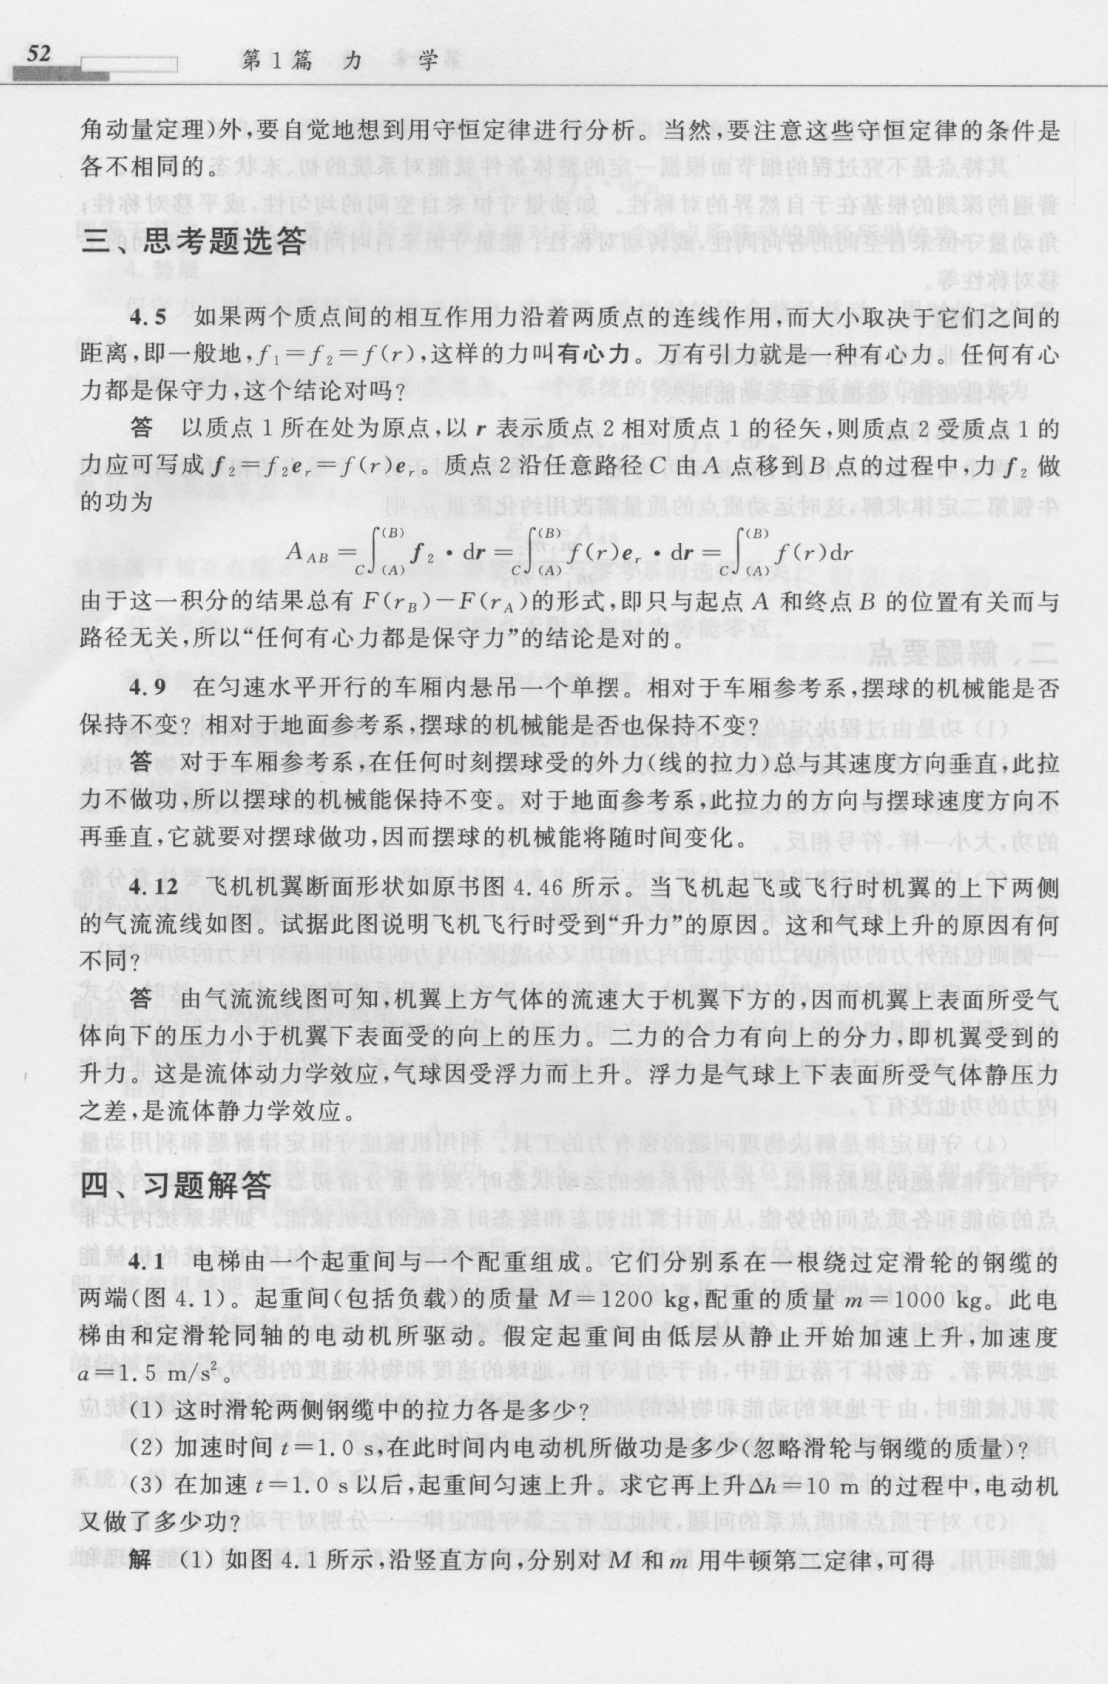 52
第1篇 力 学
角动量定理)外,要自觉地想到用守恒定律进行分析。当然,要注意这些守恒定律的条件是
各不相同的。
三、思考题选答
4.5 如果两个质点间的相互作用力沿着两质点的连线作用,而大小取决于它们之间的
距离,即一般地,f₁=f₂=f(r),这样的力叫有心力。万有引力就是一种有心力。任何有心
力都是保守力,这个结论对吗?
答 以质点1所在处为原点,以 r 表示质点2相对质点1的径矢,则质点2受质点1的
力应可写成 f₂=f₂eᵣ=f(r)eᵣ。质点2沿任意路径 C 由 A 点移到 B 点的过程中,力 f₂ 做
的功为
A_{AB} = {}_C∫_{(A)}^{(B)} f₂ · dr = {}_C∫_{(A)}^{(B)} f(r)eᵣ · dr = {}_C∫_{(A)}^{(B)} f(r)dr
由于这一积分的结果总有 F(r_B)−F(r_A)的形式,即只与起点 A 和终点 B 的位置有关而与
路径无关,所以“任何有心力都是保守力”的结论是对的。
4.9 在匀速水平开行的车厢内悬吊一个单摆。相对于车厢参考系,摆球的机械能是否
保持不变?相对于地面参考系,摆球的机械能是否也保持不变?
答 对于车厢参考系,在任何时刻摆球受的外力(线的拉力)总与其速度方向垂直,此拉
力不做功,所以摆球的机械能保持不变。对于地面参考系,此拉力的方向与摆球速度方向不
再垂直,它就要对摆球做功,因而摆球的机械能将随时间变化。
4.12 飞机机翼断面形状如原书图4.46所示。当飞机起飞或飞行时机翼的上下两侧
的气流流线如图。试据此图说明飞机飞行时受到“升力”的原因。这和气球上升的原因有何
不同?
答 由气流流线图可知,机翼上方气体的流速大于机翼下方的,因而机翼上表面所受气
体向下的压力小于机翼下表面受的向上的压力。二力的合力有向上的分力,即机翼受到的
升力。这是流体动力学效应,气球因受浮力而上升。浮力是气球上下表面所受气体静压力
之差,是流体静力学效应。
四、习题解答
4.1 电梯由一个起重间与一个配重组成。它们分别系在一根绕过定滑轮的钢缆的
两端(图4.1)。起重间(包括负载)的质量 M=1200 kg,配重的质量 m=1000 kg。此电
梯由和定滑轮同轴的电动机所驱动。假定起重间由低层从静止开始加速上升,加速度
a=1.5 m/s²。
(1) 这时滑轮两侧钢缆中的拉力各是多少?
(2) 加速时间 t=1.0 s,在此时间内电动机所做功是多少(忽略滑轮与钢缆的质量)?
(3) 在加速 t=1.0 s以后,起重间匀速上升。求它再上升Δh=10 m 的过程中,电动机
又做了多少功?
解 (1) 如图4.1所示,沿竖直方向,分别对 M 和 m 用牛顿第二定律,可得